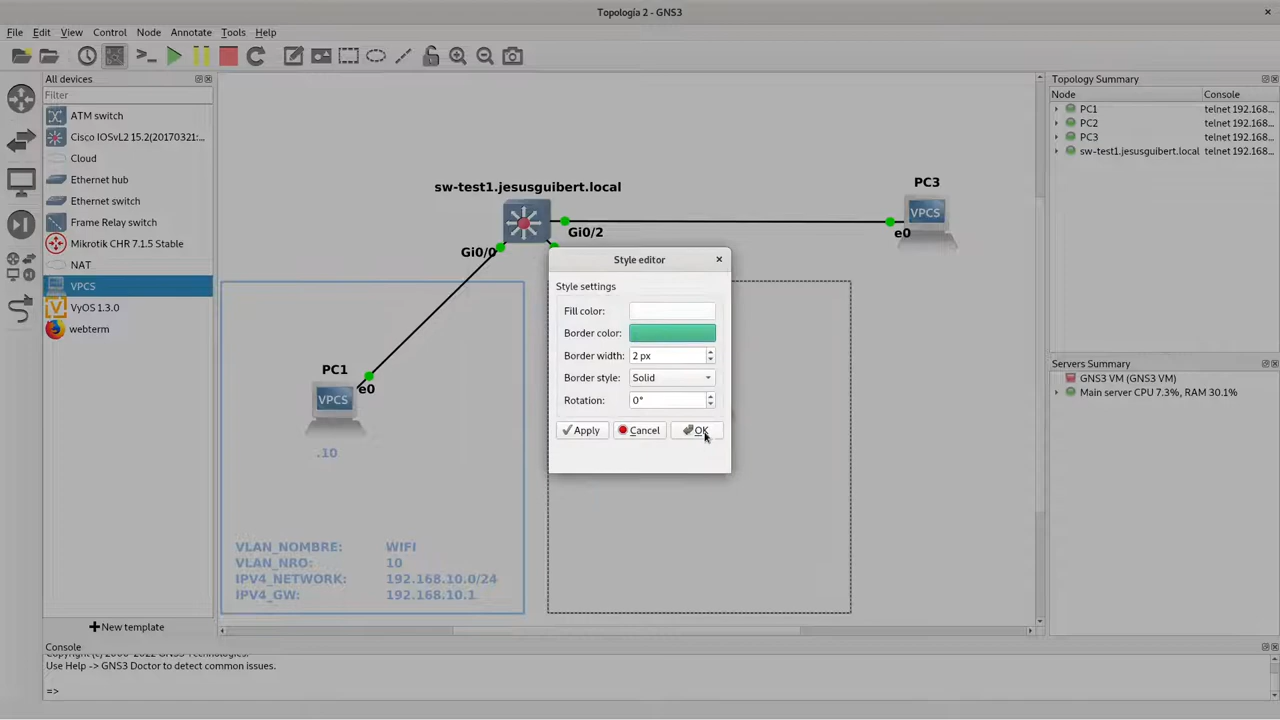 Topología 2 - GNS3
File Edit View Control Node Annotate Tools Help
All devices
Filter
ATM switch
Cisco IOSvL2 15.2(20170321:...
Cloud
Ethernet hub
Ethernet switch
Frame Relay switch
Mikrotik CHR 7.1.5 Stable
NAT
VPCS
VyOS 1.3.0
webterm
New template
sw-test1.jesusguibert.local
Gi0/0
Gi0/2
PC3
VPCS
e0
PC1
e0
VPCS
.10
VLAN_NOMBRE: WIFI
VLAN_NRO: 10
IPV4_NETWORK: 192.168.10.0/24
IPV4_GW: 192.168.10.1
Style editor
Style settings
Fill color:
Border color:
Border width: 2 px
Border style: Solid
Rotation: 0°
Apply Cancel OK
Topology Summary
Node Console
PC1 telnet 192.168...
PC2 telnet 192.168...
PC3 telnet 192.168...
sw-test1.jesusguibert.local telnet 192.168...
Servers Summary
GNS3 VM (GNS3 VM)
Main server CPU 7.3%, RAM 30.1%
Console
Use Help -> GNS3 Doctor to detect common issues.
=>